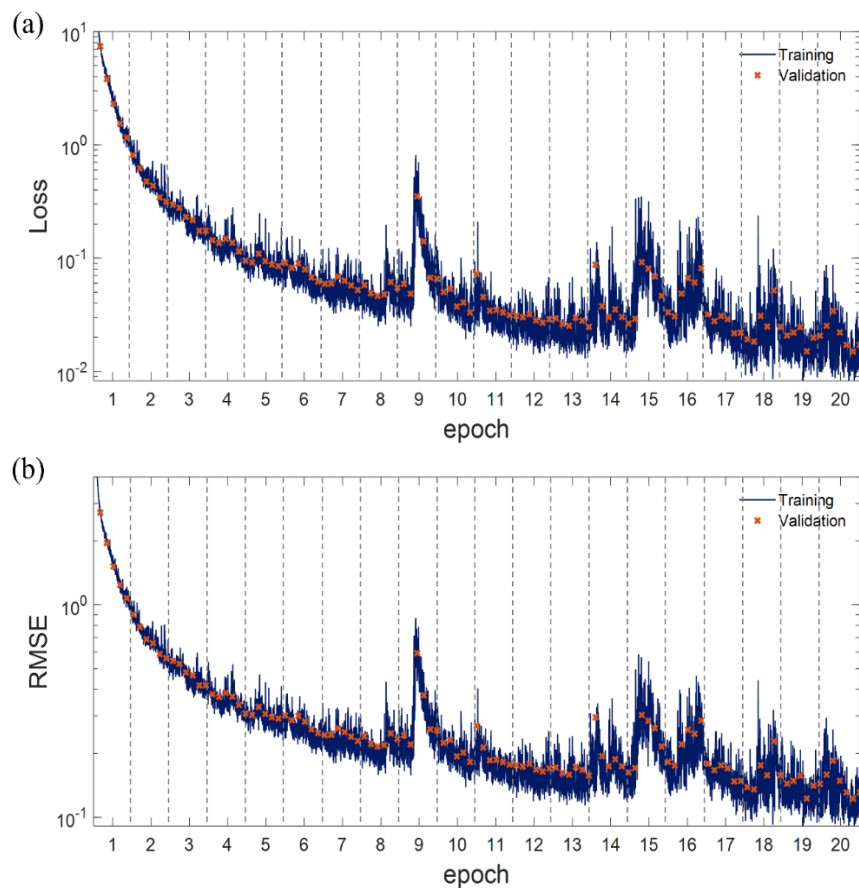 (a)
10^1
10^0
10^-1
10^-2
Loss
Training
Validation
1 2 3 4 5 6 7 8 9 10 11 12 13 14 15 16 17 18 19 20
epoch
(b)
10^0
10^-1
RMSE
Training
Validation
1 2 3 4 5 6 7 8 9 10 11 12 13 14 15 16 17 18 19 20
epoch